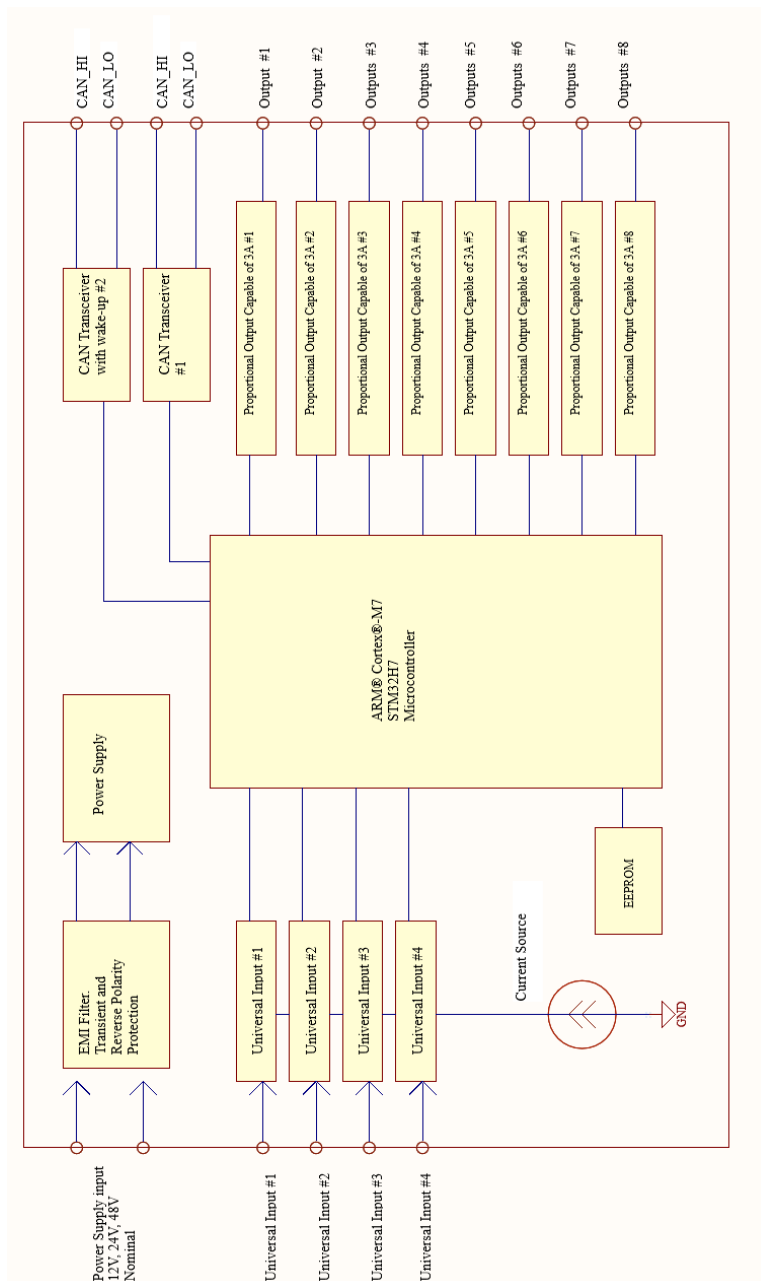 Power Supply input
12V, 24V, 48V
Nominal
EMI Filter.
Transient and
Reverse Polarity
Protection
Power Supply
CAN Transceiver
with wake-up #2
CAN_HI
CAN_LO
CAN Transceiver
#1
CAN_HI
CAN_LO
Universal Input #1
Universal Input #2
Universal Input #3
Universal Input #4
Universal Input #1
Universal Input #2
Universal Input #3
Universal Input #4
Current Source
GND
EEPROM
ARM® Cortex®-M7
STM32H7
Microcontroller
Proportional Output Capable of 3A #1
Proportional Output Capable of 3A #2
Proportional Output Capable of 3A #3
Proportional Output Capable of 3A #4
Proportional Output Capable of 3A #5
Proportional Output Capable of 3A #6
Proportional Output Capable of 3A #7
Proportional Output Capable of 3A #8
Output #1
Output #2
Outputs #3
Outputs #4
Outputs #5
Outputs #6
Outputs #7
Outputs #8